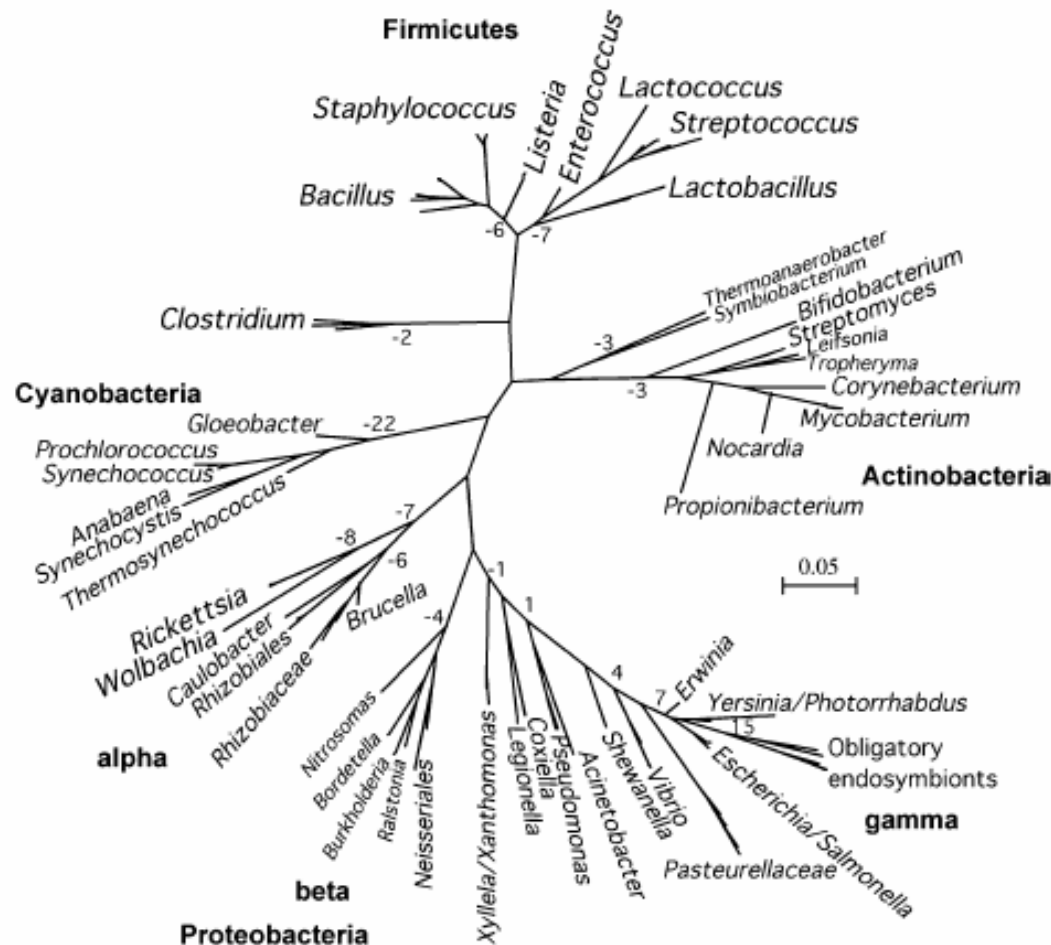 Firmicutes
Staphylococcus
Listeria
Enterococcus
Lactococcus
Streptococcus
Bacillus
Lactobacillus
-6
-7
Clostridium
-2
Thermoanaerobacter
Symbiobacterium
Bifidobacterium
Streptomyces
Leifsonia
Tropheryma
-3
-3
Corynebacterium
Mycobacterium
Nocardia
Propionibacterium
Actinobacteria
Cyanobacteria
Gloeobacter
-22
Prochlorococcus
Synechococcus
Anabaena
Synechocystis
Thermosynechococcus
-7
-8
-6
Rickettsia
Wolbachia
Caulobacter
Rhizobiales
Rhizobiaceae
Brucella
alpha
0.05
-4
-1
1
4
7
15
Nitrosomas
Bordetella
Burkholderia
Ralstonia
Neisseriales
beta
Proteobacteria
Xyllela/Xanthomonas
Legionella
Coxiella
Pseudomonas
Acinetobacter
Shewanella
Vibrio
Pasteurellaceae
Escherichia/Salmonella
Erwinia
Yersinia/Photorrhabdus
Obligatory
endosymbionts
gamma